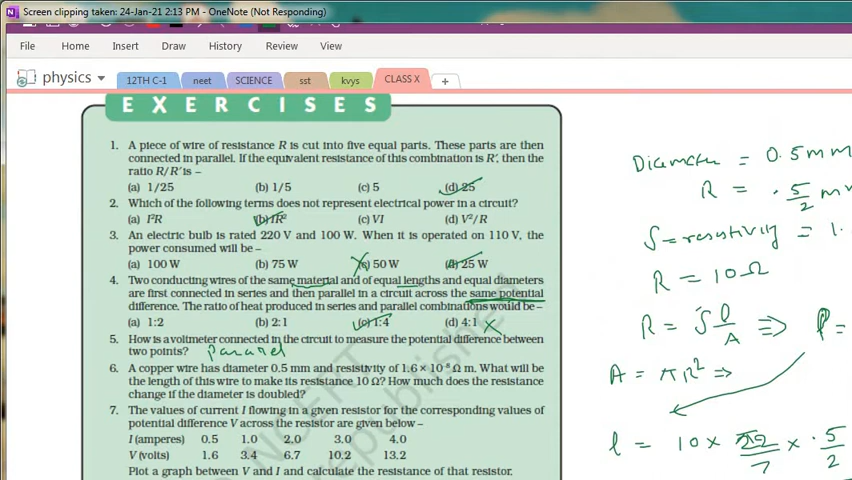 Screen clipping taken: 24-Jan-21 2:13 PM - OneNote (Not Responding)
File Home Insert Draw History Review View
physics 12TH C-1 neet SCIENCE sst kvys CLASS X +
EXERCISES
1. A piece of wire of resistance R is cut into five equal parts. These parts are then
connected in parallel. If the equivalent resistance of this combination is R′, then the
ratio R/R′ is –
(a) 1/25 (b) 1/5 (c) 5 (d) 25
2. Which of the following terms does not represent electrical power in a circuit?
(a) I²R (b) IR² (c) VI (d) V²/R
3. An electric bulb is rated 220 V and 100 W. When it is operated on 110 V, the
power consumed will be –
(a) 100 W (b) 75 W (c) 50 W (d) 25 W
4. Two conducting wires of the same material and of equal lengths and equal diameters
are first connected in series and then parallel in a circuit across the same potential
difference. The ratio of heat produced in series and parallel combinations would be –
(a) 1:2 (b) 2:1 (c) 1:4 (d) 4:1
5. How is a voltmeter connected in the circuit to measure the potential difference between
two points? Parallel
6. A copper wire has diameter 0.5 mm and resistivity of 1.6 × 10⁻⁸ Ω m. What will be
the length of this wire to make its resistance 10 Ω? How much does the resistance
change if the diameter is doubled?
7. The values of current I flowing in a given resistor for the corresponding values of
potential difference V across the resistor are given below –
I (amperes) 0.5 1.0 2.0 3.0 4.0
V (volts) 1.6 3.4 6.7 10.2 13.2
Plot a graph between V and I and calculate the resistance of that resistor.
Diameter = 0.5 mm
R = .5/2 m
ρ = resistivity = 1.
R = 10Ω
R = ρ l/A ⇒ l =
A = πR² ⇒
l = 10 × 22/7 × .5/2